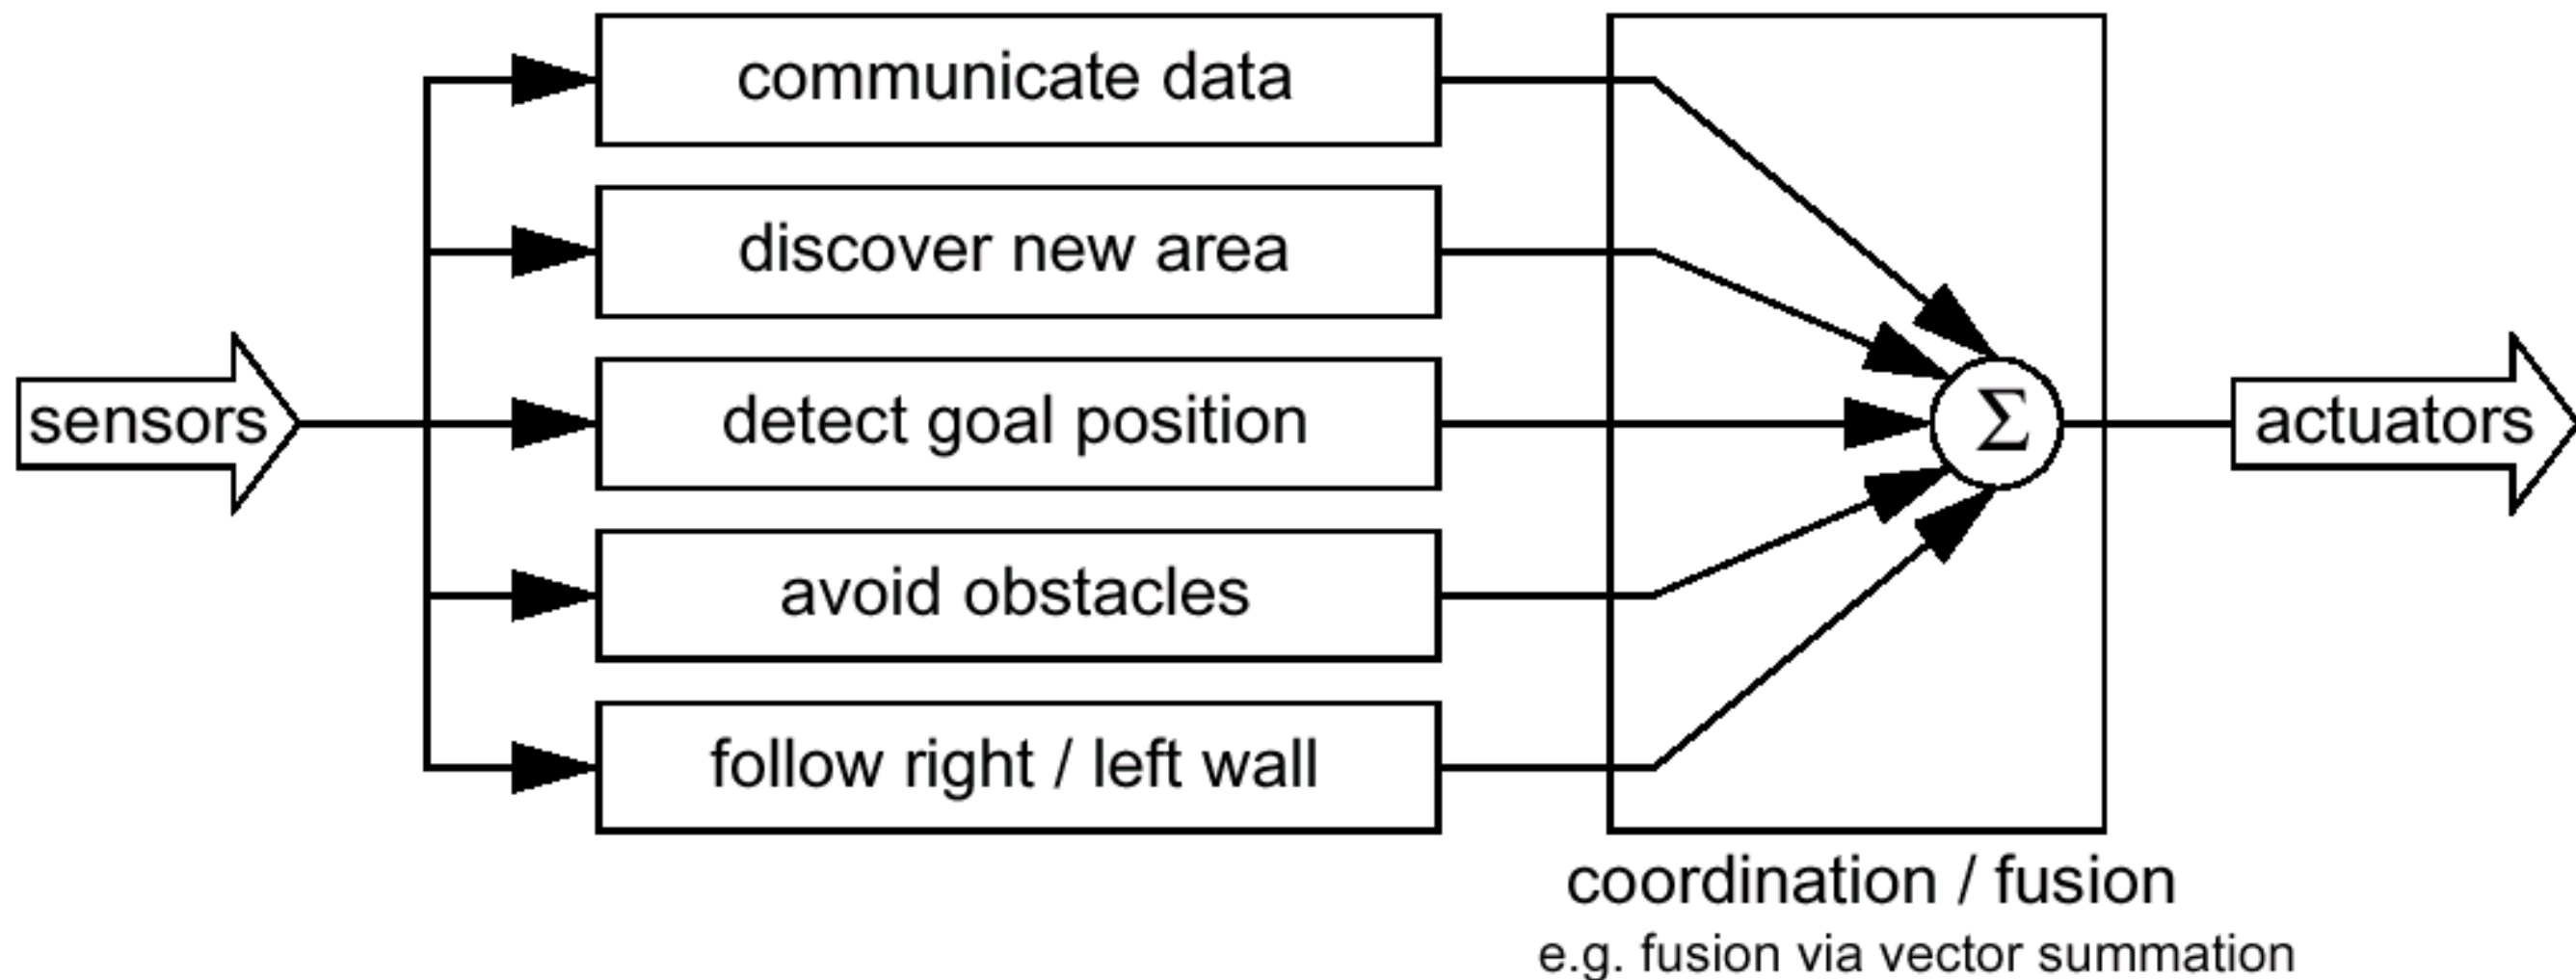 communicate data
discover new area
sensors
detect goal position
Σ
actuators
avoid obstacles
follow right / left wall
coordination / fusion
e.g. fusion via vector summation